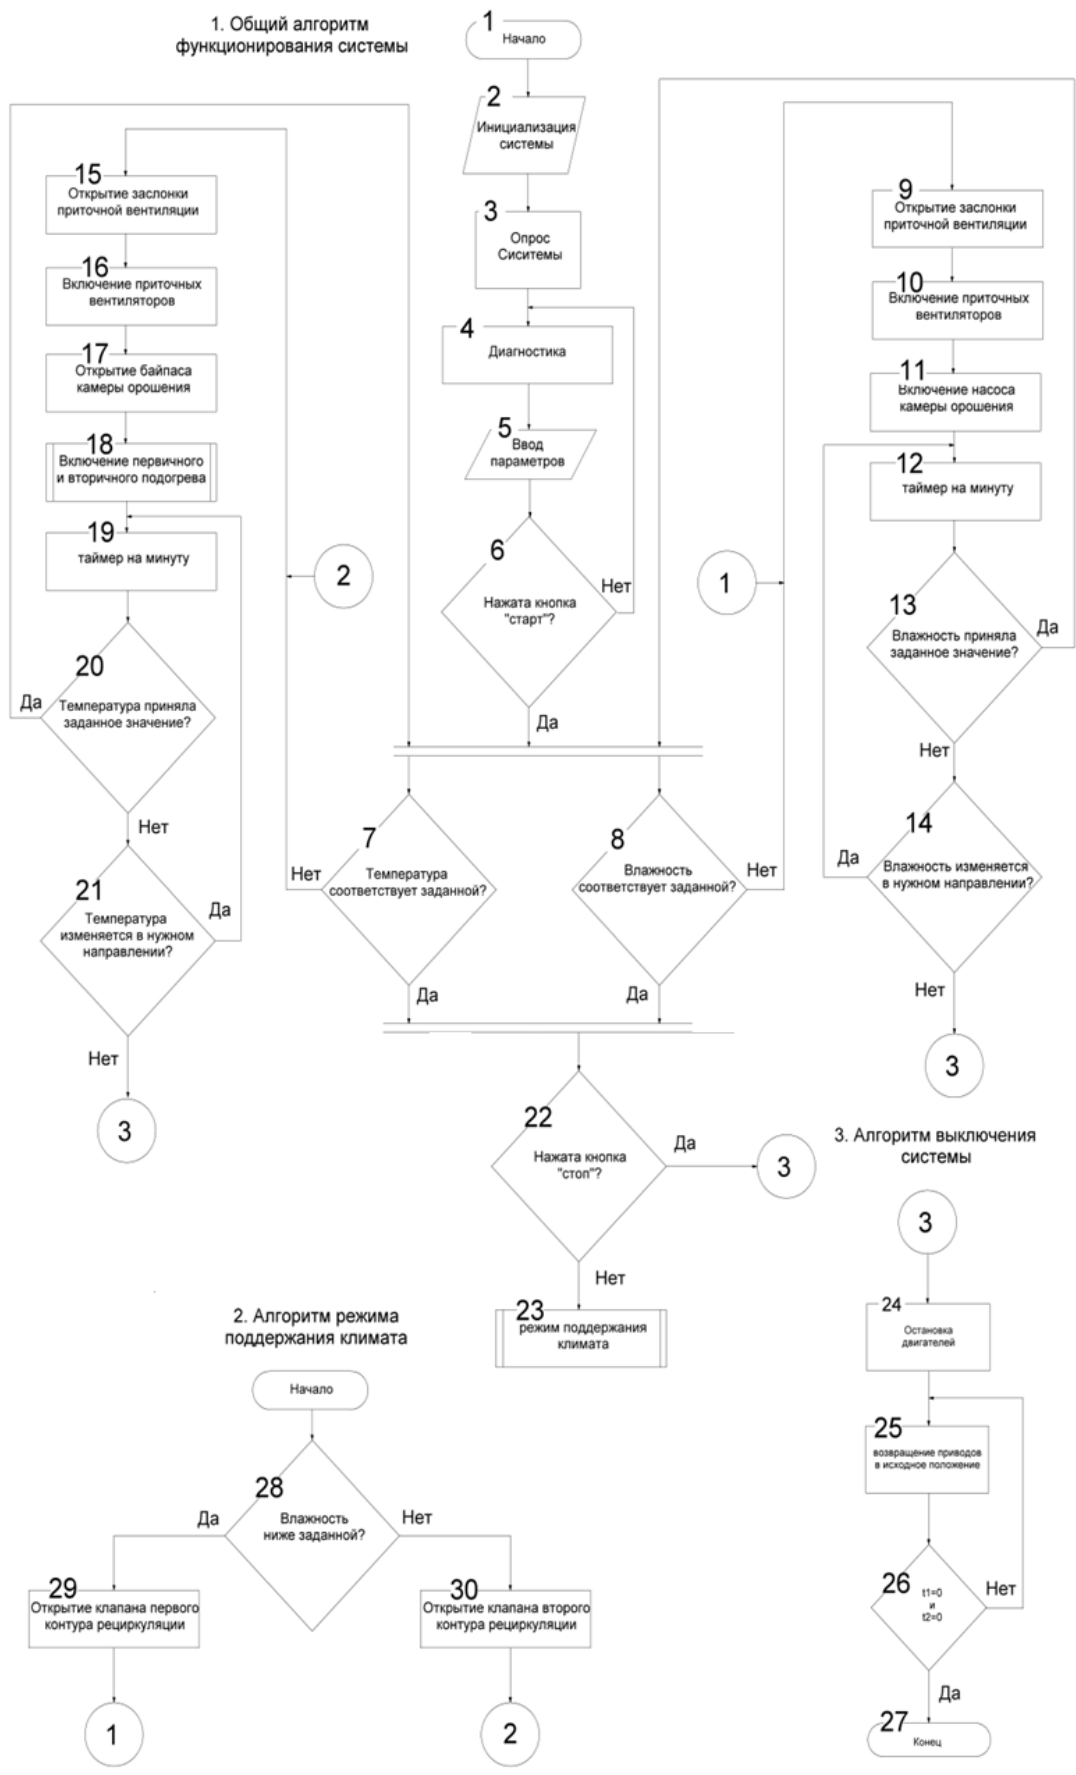 1. Общий алгоритм
функционирования системы
1
Начало
2
Инициализация
системы
3
Опрос
Сиситемы
4
Диагностика
5
Ввод
параметров
6
Нажата кнопка
"старт"?
Нет
Да
15
Открытие заслонки
приточной вентиляции
16
Включение приточных
вентиляторов
17
Открытие байпаса
камеры орошения
18
Включение первичного
и вторичного подогрева
19
таймер на минуту
20
Температура приняла
заданное значение?
Да
Нет
21
Температура
изменяется в нужном
направлении?
Да
Нет
3
2
1
9
Открытие заслонки
приточной вентиляции
10
Включение приточных
вентиляторов
11
Включение насоса
камеры орошения
12
таймер на минуту
13
Влажность приняла
заданное значение?
Да
Нет
14
Влажность изменяется
в нужном направлении?
Да
Нет
3
7
Температура
соответствует заданной?
Нет
Да
8
Влажность
соответствует заданной?
Нет
Да
22
Нажата кнопка
"стоп"?
Да
3
Нет
23
режим поддержания
климата
2. Алгоритм режима
поддержания климата
Начало
28
Влажность
ниже заданной?
Да
Нет
29
Открытие клапана первого
контура рециркуляции
1
30
Открытие клапана второго
контура рециркуляции
2
3. Алгоритм выключения
системы
3
24
Остановка
двигателей
25
возвращение приводов
в исходное положение
26
t1=0
и
t2=0
Нет
Да
27
Конец